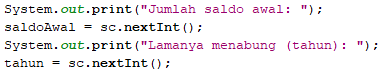 System.out.print("Jumlah saldo awal: ");
saldoAwal = sc.nextInt();
System.out.print("Lamanya menabung (tahun): ");
tahun = sc.nextInt();